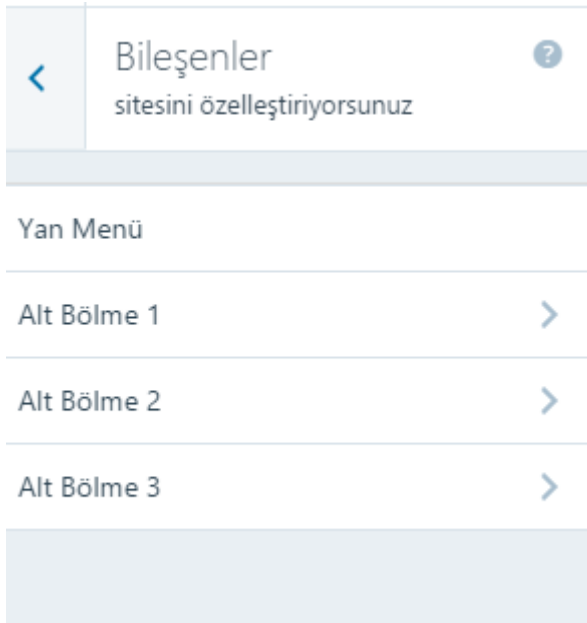 Bileşenler
sitesini özelleştiriyorsunuz
Yan Menü
Alt Bölme 1
Alt Bölme 2
Alt Bölme 3